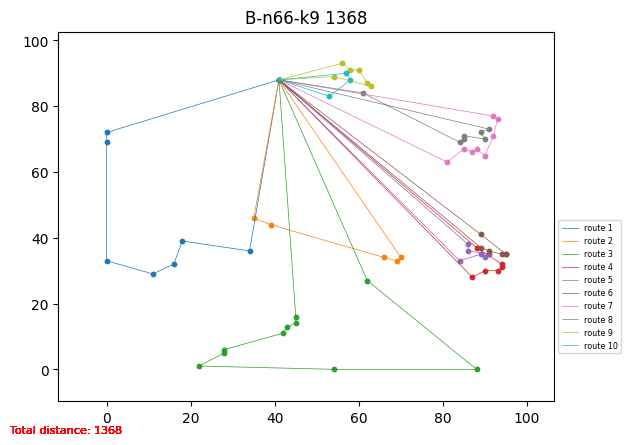 B-n66-k9 1368
100
80
60
40
20
0
0 20 40 60 80 100
route 1
route 2
route 3
route 4
route 5
route 6
route 7
route 8
route 9
route 10
Total distance: 1368